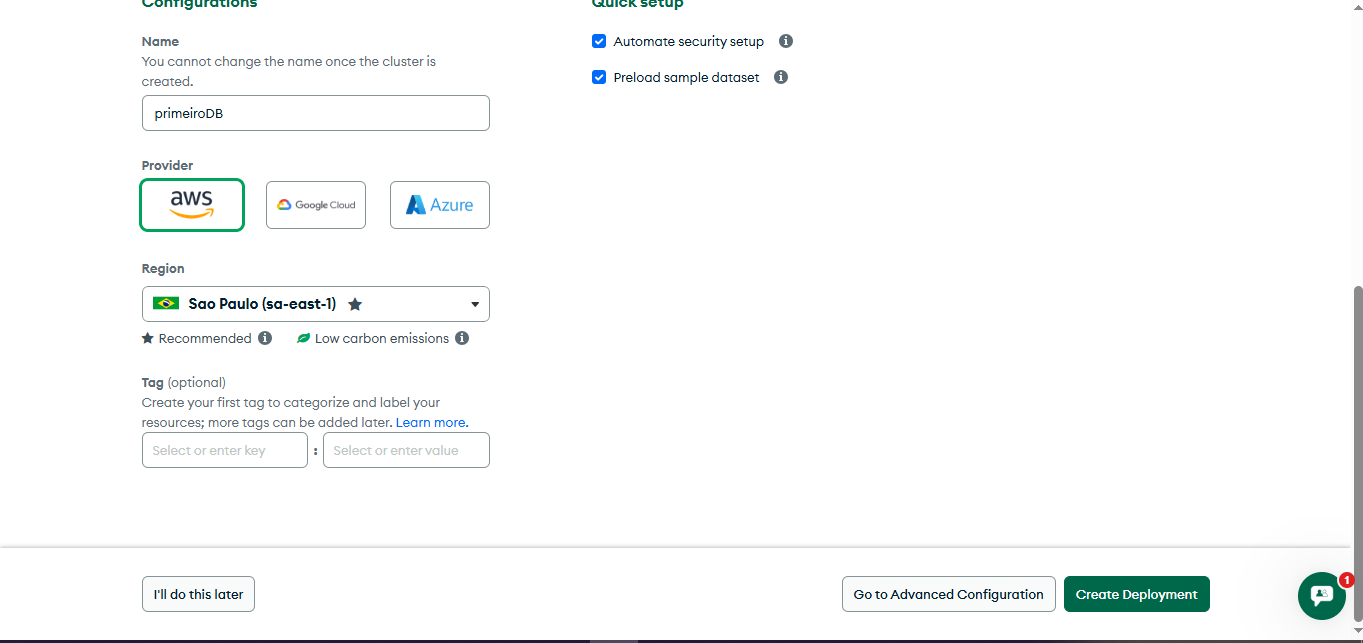 Configurations
Name
You cannot change the name once the cluster is
created.
primeiroDB
Provider
aws
Google Cloud
Azure
Region
Sao Paulo (sa-east-1)
Recommended
Low carbon emissions
Tag (optional)
Create your first tag to categorize and label your
resources; more tags can be added later. Learn more.
Select or enter key : Select or enter value
Quick setup
Automate security setup
Preload sample dataset
I'll do this later
Go to Advanced Configuration
Create Deployment
1